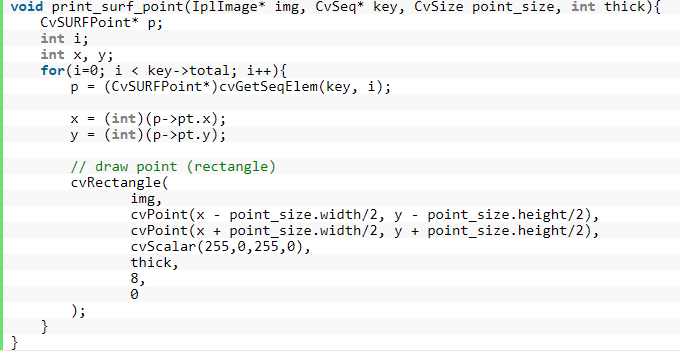 void print_surf_point(IplImage* img, CvSeq* key, CvSize point_size, int thick){
    CvSURFPoint* p;
    int i;
    int x, y;
    for(i=0; i < key->total; i++){
        p = (CvSURFPoint*)cvGetSeqElem(key, i);

        x = (int)(p->pt.x);
        y = (int)(p->pt.y);

        // draw point (rectangle)
        cvRectangle(
                img,
                cvPoint(x - point_size.width/2, y - point_size.height/2),
                cvPoint(x + point_size.width/2, y + point_size.height/2),
                cvScalar(255,0,255,0),
                thick,
                8,
                0
        );
    }
}